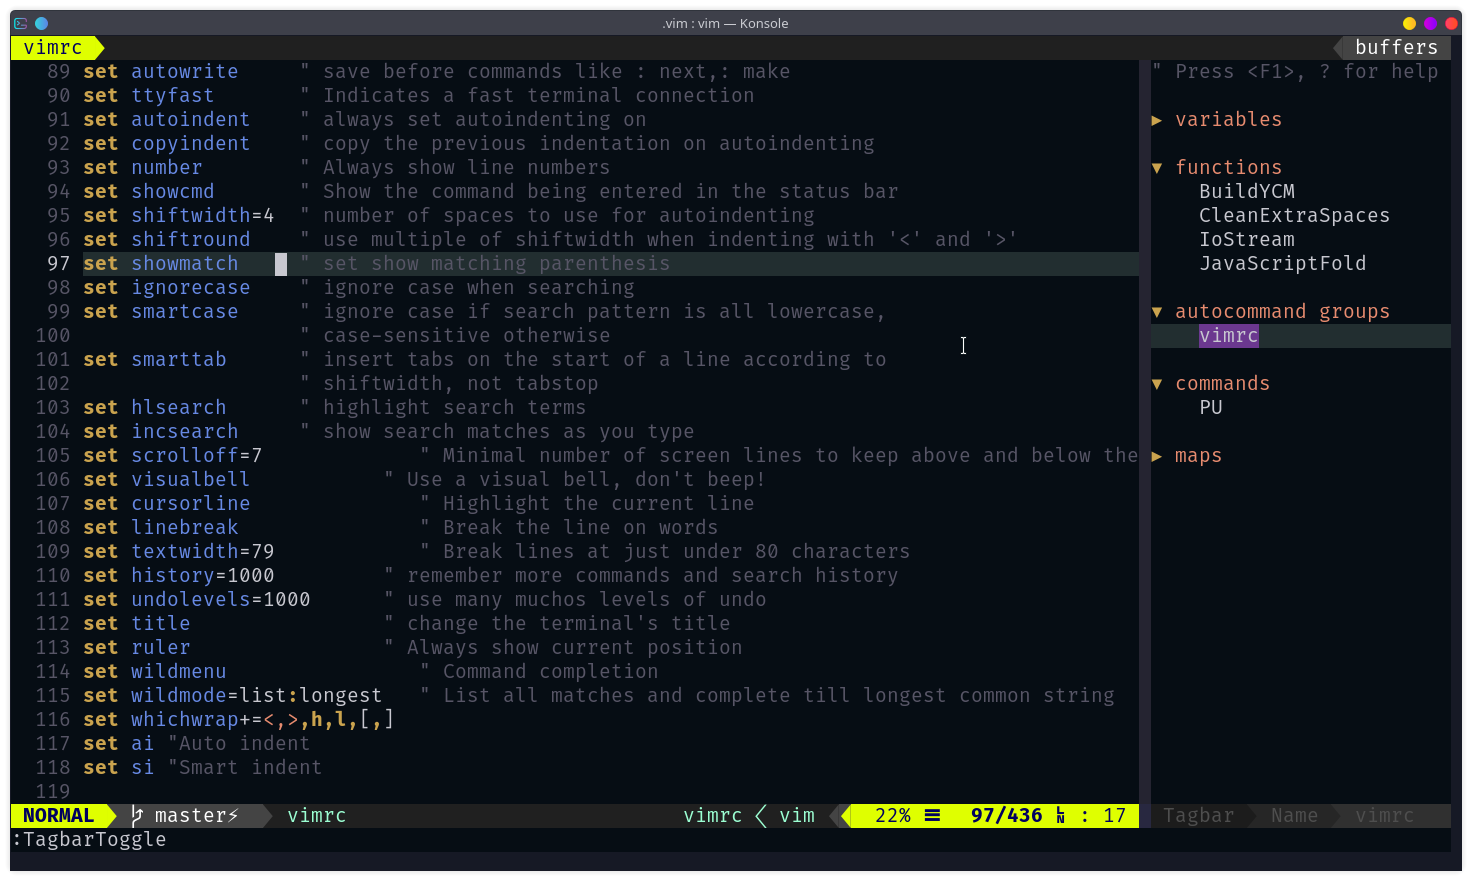 .vim : vim — Konsole
vimrc
buffers
89 set autowrite " save before commands like : next,: make
90 set ttyfast " Indicates a fast terminal connection
91 set autoindent " always set autoindenting on
92 set copyindent " copy the previous indentation on autoindenting
93 set number " Always show line numbers
94 set showcmd " Show the command being entered in the status bar
95 set shiftwidth=4 " number of spaces to use for autoindenting
96 set shiftround " use multiple of shiftwidth when indenting with '<' and '>'
97 set showmatch " set show matching parenthesis
98 set ignorecase " ignore case when searching
99 set smartcase " ignore case if search pattern is all lowercase,
100 " case-sensitive otherwise
101 set smarttab " insert tabs on the start of a line according to
102 " shiftwidth, not tabstop
103 set hlsearch " highlight search terms
104 set incsearch " show search matches as you type
105 set scrolloff=7 " Minimal number of screen lines to keep above and below the
106 set visualbell " Use a visual bell, don't beep!
107 set cursorline " Highlight the current line
108 set linebreak " Break the line on words
109 set textwidth=79 " Break lines at just under 80 characters
110 set history=1000 " remember more commands and search history
111 set undolevels=1000 " use many muchos levels of undo
112 set title " change the terminal's title
113 set ruler " Always show current position
114 set wildmenu " Command completion
115 set wildmode=list:longest " List all matches and complete till longest common string
116 set whichwrap+=<,>,h,l,[,]
117 set ai "Auto indent
118 set si "Smart indent
119
" Press <F1>, ? for help
▶ variables
▼ functions
BuildYCM
CleanExtraSpaces
IoStream
JavaScriptFold
▼ autocommand groups
vimrc
▼ commands
PU
▶ maps
NORMAL master⚡ vimrc vimrc < vim 22% ☰ 97/436 LN : 17
Tagbar Name vimrc
:TagbarToggle